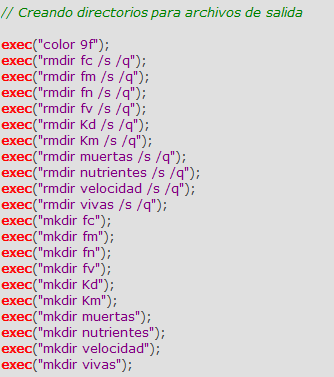 // Creando directorios para archivos de salida
exec("color 9f");
exec("rmdir fc /s /q");
exec("rmdir fm /s /q");
exec("rmdir fn /s /q");
exec("rmdir fv /s /q");
exec("rmdir Kd /s /q");
exec("rmdir Km /s /q");
exec("rmdir muertas /s /q");
exec("rmdir nutrientes /s /q");
exec("rmdir velocidad /s /q");
exec("rmdir vivas /s /q");
exec("mkdir fc");
exec("mkdir fm");
exec("mkdir fn");
exec("mkdir fv");
exec("mkdir Kd");
exec("mkdir Km");
exec("mkdir muertas");
exec("mkdir nutrientes");
exec("mkdir velocidad");
exec("mkdir vivas");